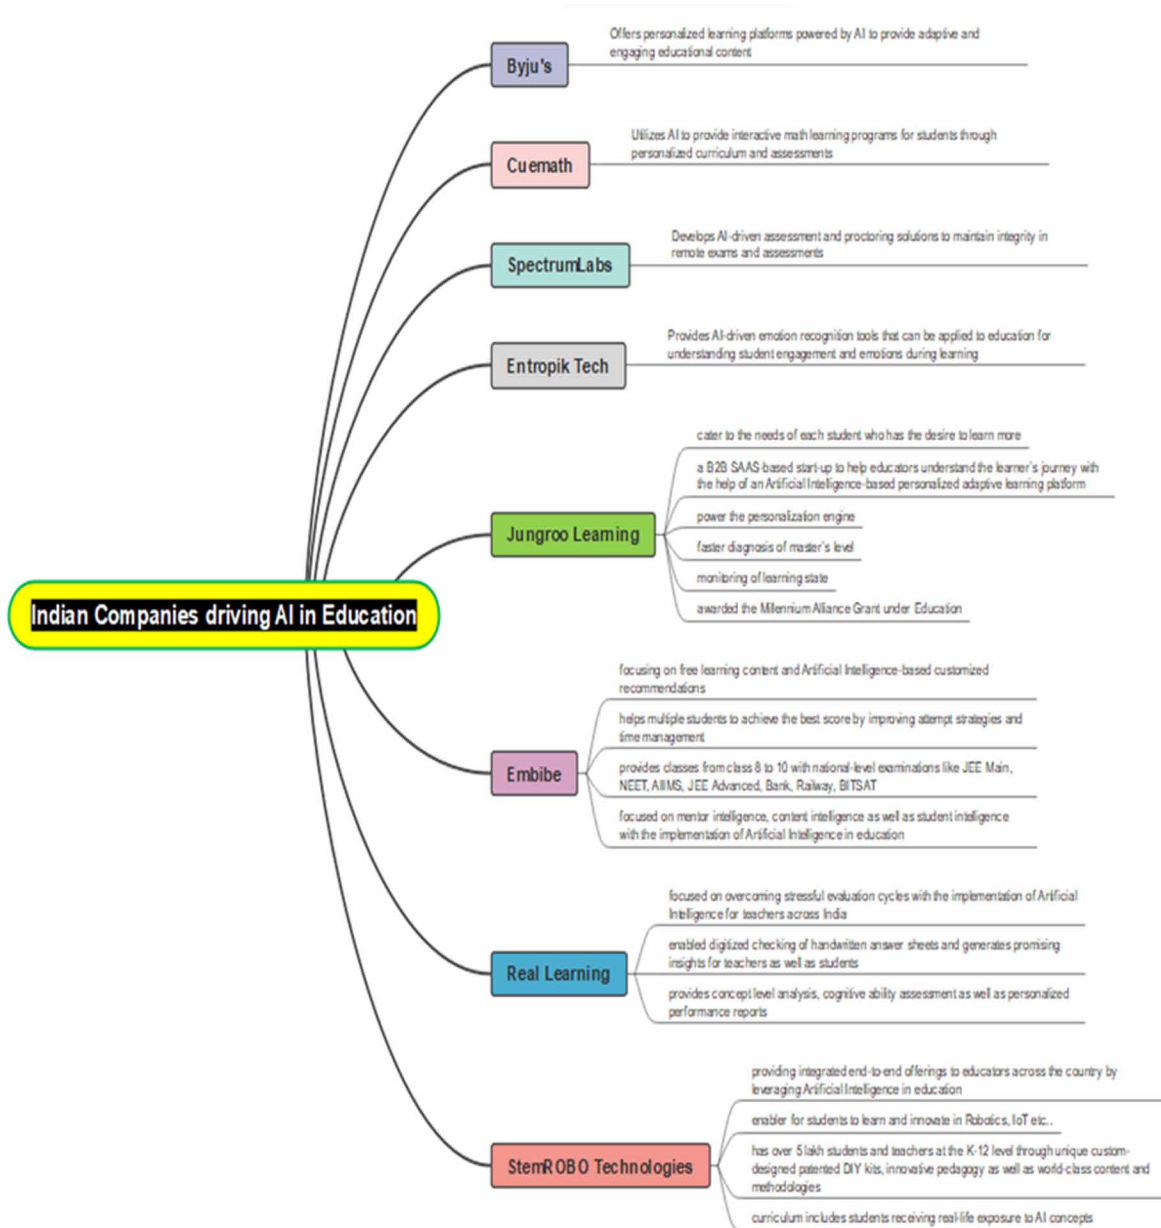 Offers personalized learning platforms powered by AI to provide adaptive and
engaging educational content
Byju's
Utilizes AI to provide interactive math learning programs for students through
personalized curriculum and assessments
Cuemath
Develops AI-driven assessment and proctoring solutions to maintain integrity in
remote exams and assessments
SpectrumLabs
Provides AI-driven emotion recognition tools that can be applied to education for
understanding student engagement and emotions during learning
Entropik Tech
cater to the needs of each student who has the desire to learn more
a B2B SAAS-based start-up to help educators understand the learner's journey with
the help of an Artificial Intelligence-based personalized adaptive learning platform
power the personalization engine
Jungroo Learning
faster diagnosis of master's level
monitoring of learning state
awarded the Millennium Alliance Grant under Education
Indian Companies driving AI in Education
focusing on free learning content and Artificial Intelligence-based customized
recommendations
helps multiple students to achieve the best score by improving attempt strategies and
time management
Embibe
provides classes from class 8 to 10 with national-level examinations like JEE Main,
NEET, AIIMS, JEE Advanced, Bank, Railway, BITSAT
focused on mentor intelligence, content intelligence as well as student intelligence
with the implementation of Artificial Intelligence in education
focused on overcoming stressful evaluation cycles with the implementation of Artificial
Intelligence for teachers across India
enabled digitized checking of handwritten answer sheets and generates promising
insights for teachers as well as students
Real Learning
provides concept level analysis, cognitive ability assessment as well as personalized
performance reports
providing integrated end-to-end offerings to educators across the country by
leveraging Artificial Intelligence in education
enabler for students to learn and innovate in Robotics, IoT etc..
StemROBO Technologies
has over 5 lakh students and teachers at the K-12 level through unique custom-
designed patented DIY kits, innovative pedagogy as well as world-class content and
methodologies
curriculum includes students receiving real-life exposure to AI concepts